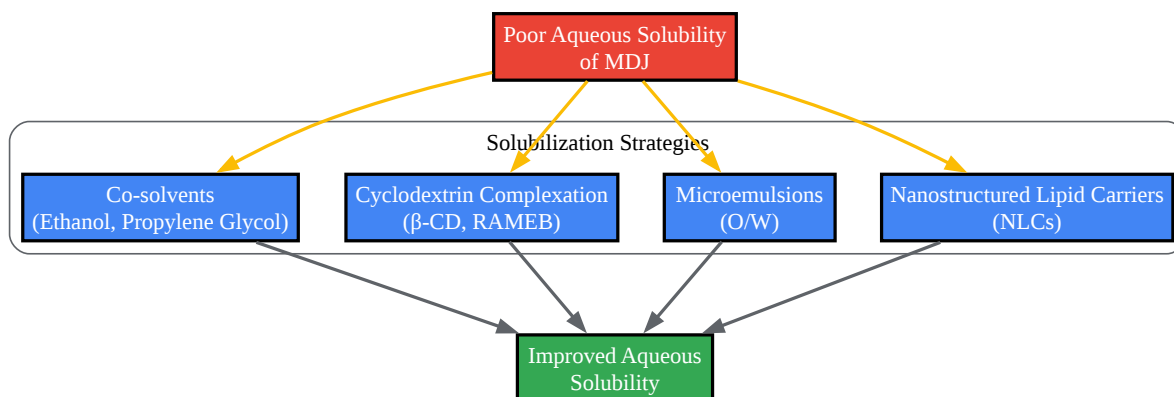 Poor Aqueous Solubility
of MDJ
Solubilization Strategies
Co-solvents
(Ethanol, Propylene Glycol)
Cyclodextrin Complexation
(β-CD, RAMEB)
Microemulsions
(O/W)
Nanostructured Lipid Carriers
(NLCs)
Improved Aqueous
Solubility